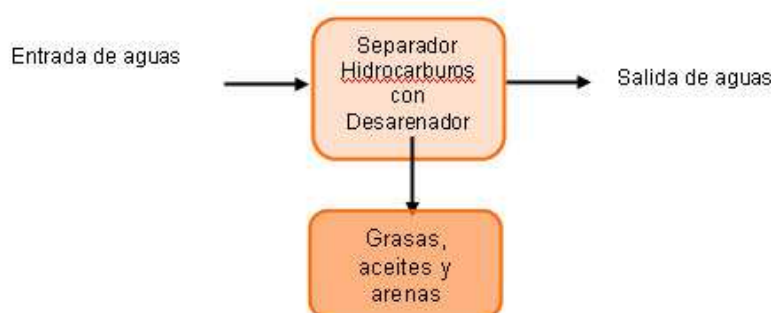 Entrada de aguas
Separador
Hidrocarburos
con
Desarenador
Salida de aguas
Grasas,
aceites y
arenas